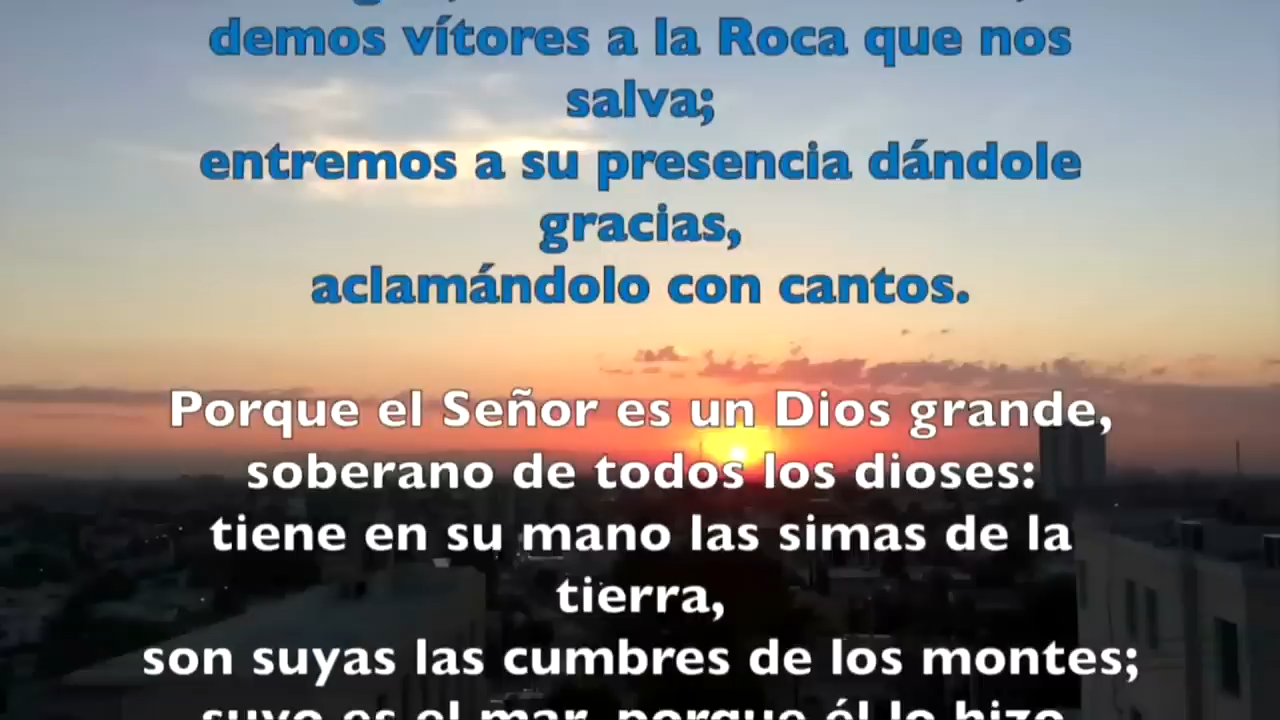 demos vítores a la Roca que nos
salva;
entremos a su presencia dándole
gracias,
aclamándolo con cantos.
Porque el Señor es un Dios grande,
soberano de todos los dioses:
tiene en su mano las simas de la
tierra,
son suyas las cumbres de los montes;
suyo es el mar, porque él lo hizo,